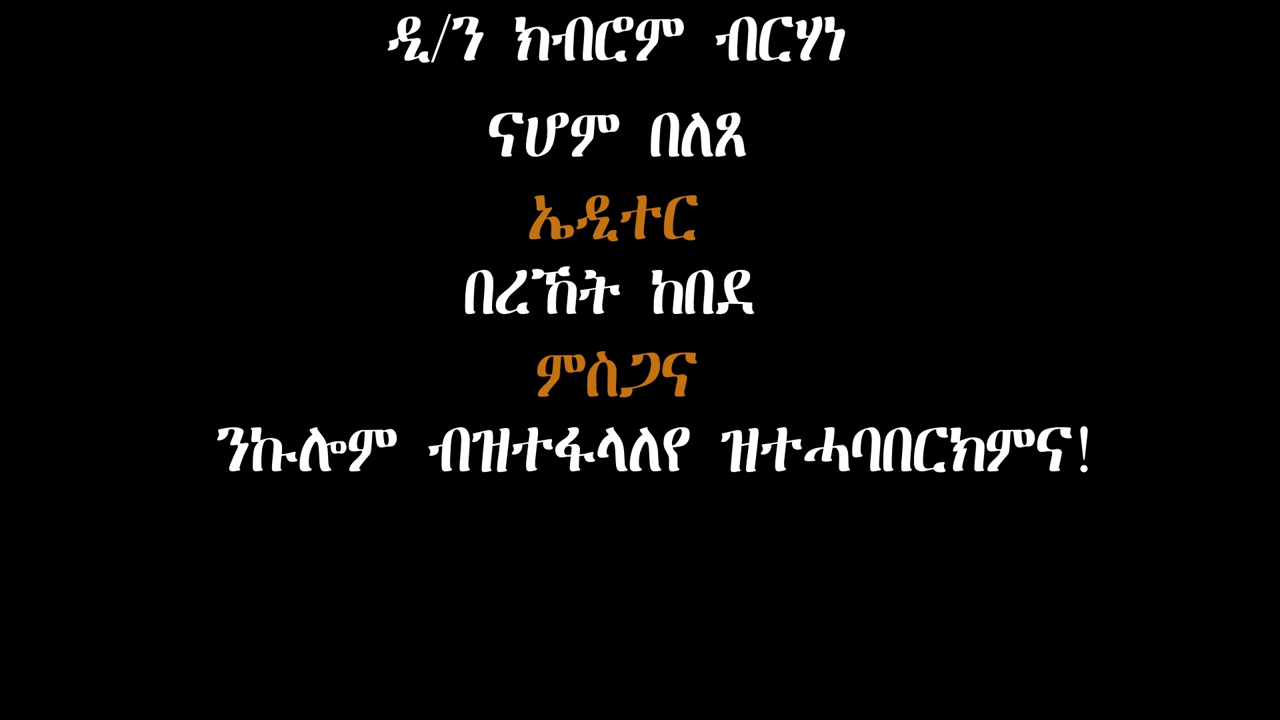 ዲ/ን ክብሮም ብርሃነ
ናሆም በለጸ
ኤዲተር
በረኸት ከበደ
ምስጋና
ንኩሎም ብዝተፋላለየ ዝተሓባበርክምና!